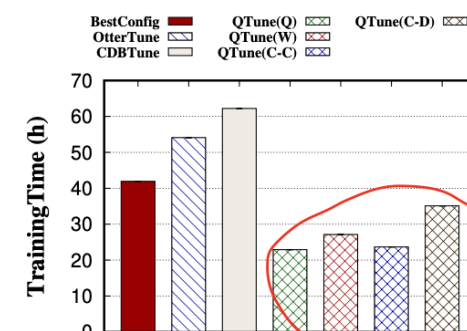 BestConfig QTune(Q) QTune(C-D)
OtterTune QTune(W)
CDBTune QTune(C-C)
TrainingTime (h)
70
60
50
40
30
20
10
0